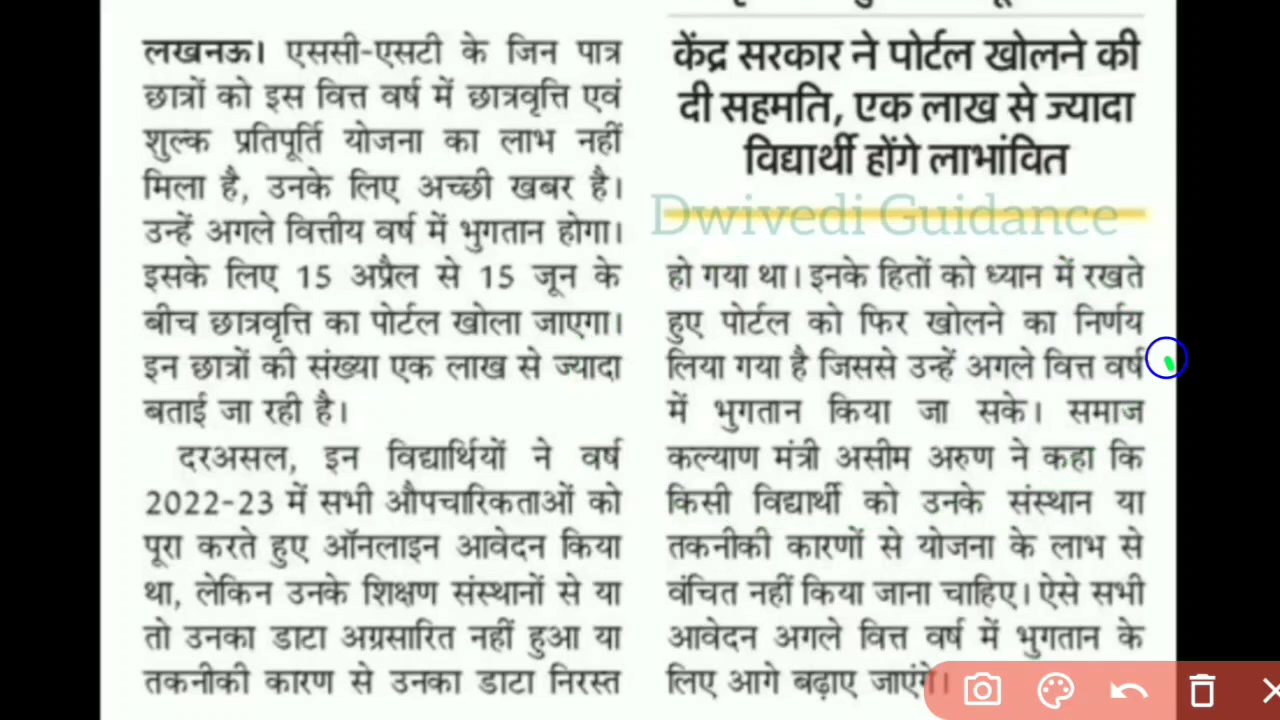 लखनऊ। एससी-एसटी के जिन पात्र
छात्रों को इस वित्त वर्ष में छात्रवृत्ति एवं
शुल्क प्रतिपूर्ति योजना का लाभ नहीं
मिला है, उनके लिए अच्छी खबर है।
उन्हें अगले वित्तीय वर्ष में भुगतान होगा।
इसके लिए 15 अप्रैल से 15 जून के
बीच छात्रवृत्ति का पोर्टल खोला जाएगा।
इन छात्रों की संख्या एक लाख से ज्यादा
बताई जा रही है।
दरअसल, इन विद्यार्थियों ने वर्ष
2022-23 में सभी औपचारिकताओं को
पूरा करते हुए ऑनलाइन आवेदन किया
था, लेकिन उनके शिक्षण संस्थानों से या
तो उनका डाटा अग्रसारित नहीं हुआ या
तकनीकी कारण से उनका डाटा निरस्त
केंद्र सरकार ने पोर्टल खोलने की
दी सहमति, एक लाख से ज्यादा
विद्यार्थी होंगे लाभांवित
Dwivedi Guidance
हो गया था। इनके हितों को ध्यान में रखते
हुए पोर्टल को फिर खोलने का निर्णय
लिया गया है जिससे उन्हें अगले वित्त वर्ष
में भुगतान किया जा सके। समाज
कल्याण मंत्री असीम अरुण ने कहा कि
किसी विद्यार्थी को उनके संस्थान या
तकनीकी कारणों से योजना के लाभ से
वंचित नहीं किया जाना चाहिए। ऐसे सभी
आवेदन अगले वित्त वर्ष में भुगतान के
लिए आगे बढ़ाए जाएंगे।